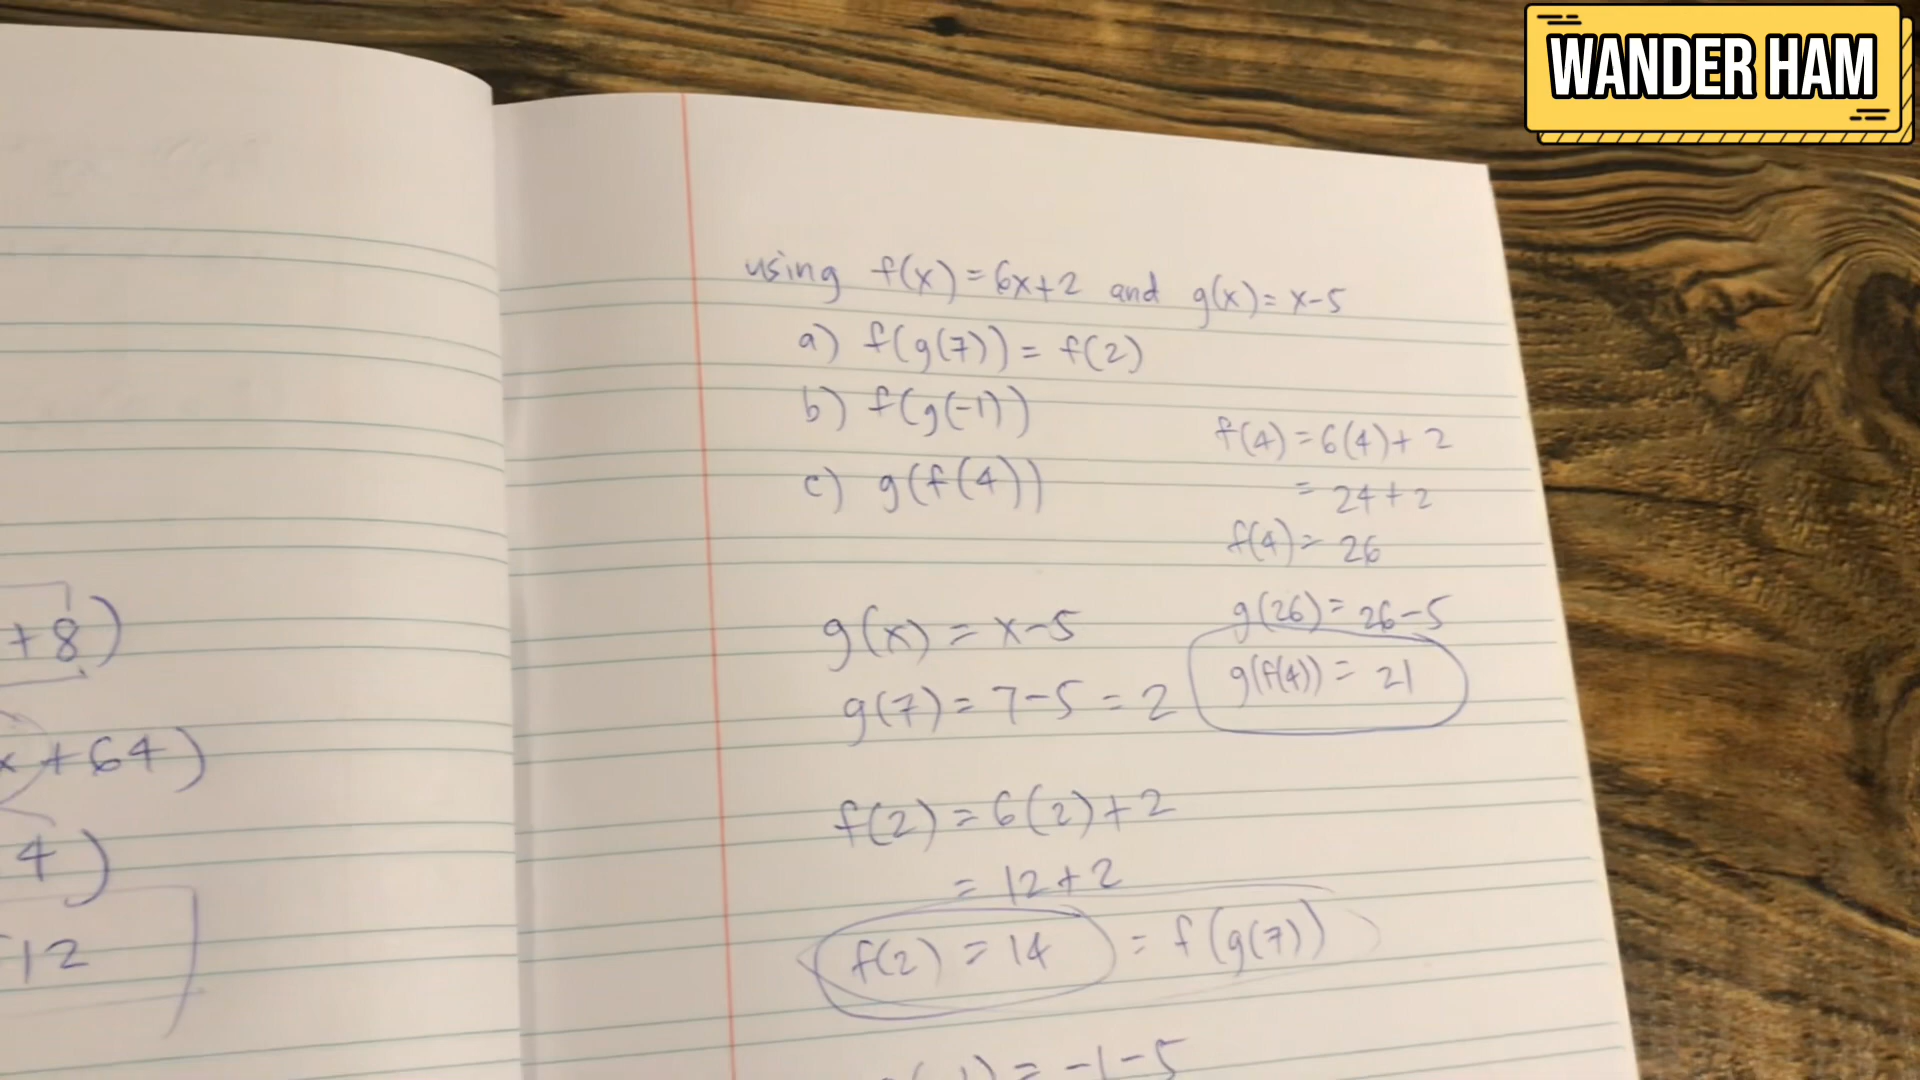 WANDER HAM
+8)
x+64)
4)
12
using f(x)=6x+2 and g(x)=x-5
a) f(g(7)) = f(2)
b) f(g(-1))
c) g(f(4))
f(4)=6(4)+2
= 24+2
f(4)= 26
g(26)=26-5
g(f(4))= 21
g(x) = x-5
g(7)= 7-5 = 2
f(2)=6(2)+2
= 12+2
f(2) = 14 = f(g(7))
= -1-5